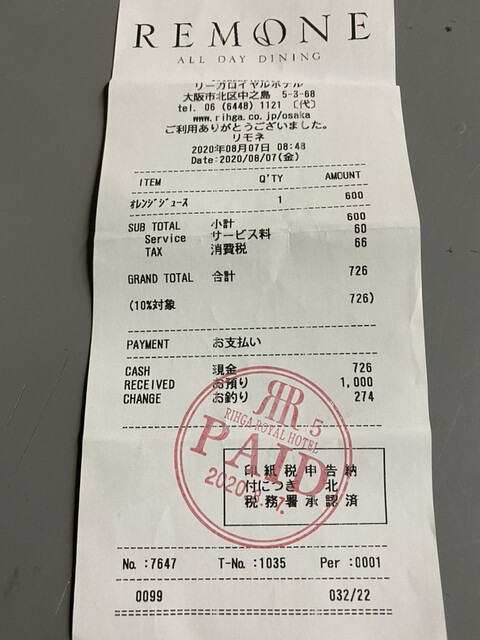 REMONE
ALL DAY DINING
リーガロイヤルホテル
大阪市北区中之島 5-3-68
tel. 06 (6448) 1121 〔代〕
www.rihga.co.jp/osaka
ご利用ありがとうございました。
リモネ
2020年08月07日 08:48
Date:2020/08/07(金)
ITEM Q'TY AMOUNT
オレンジジュース 1 600
SUB TOTAL 小計 600
Service サービス料 60
TAX 消費税 66
GRAND TOTAL 合計 726
(10%対象 726)
PAYMENT お支払い
CASH 現金 726
RECEIVED お預り 1,000
CHANGE お釣り 274
RR 5
RIHGA ROYAL HOTEL
PAID
2020. 8. 7.
印紙税申告納
付につき 北
税務署承認済
No. :7647 T-No. :1035 Per :0001
0099 032/22